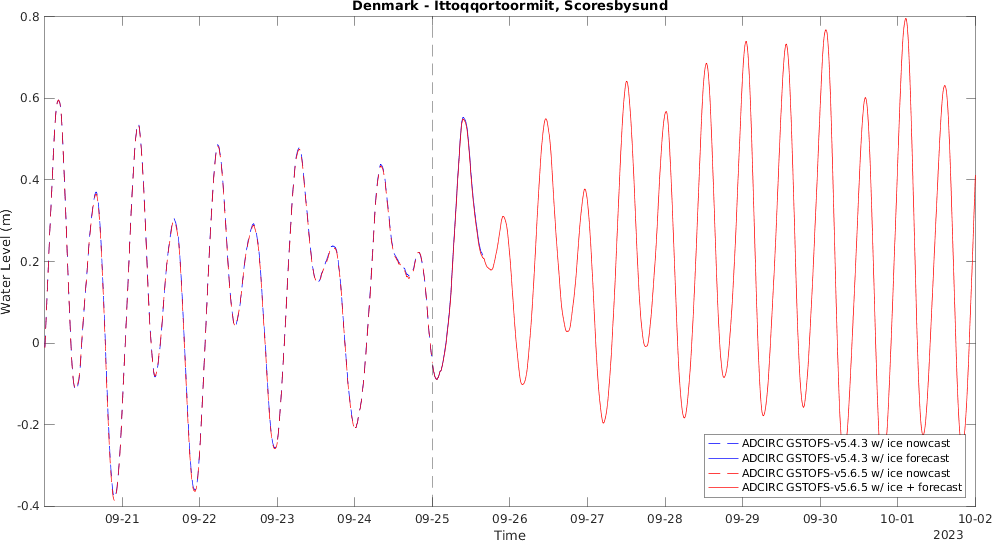 Denmark - Ittoqqortoormiit, Scoresbysund
Water Level (m)
0.8
0.6
0.4
0.2
0
-0.2
-0.4
ADCIRC GSTOFS-v5.4.3 w/ ice nowcast
ADCIRC GSTOFS-v5.4.3 w/ ice forecast
ADCIRC GSTOFS-v5.6.5 w/ ice nowcast
ADCIRC GSTOFS-v5.6.5 w/ ice + forecast
09-21 09-22 09-23 09-24 09-25 09-26 09-27 09-28 09-29 09-30 10-01 10-02
Time
2023